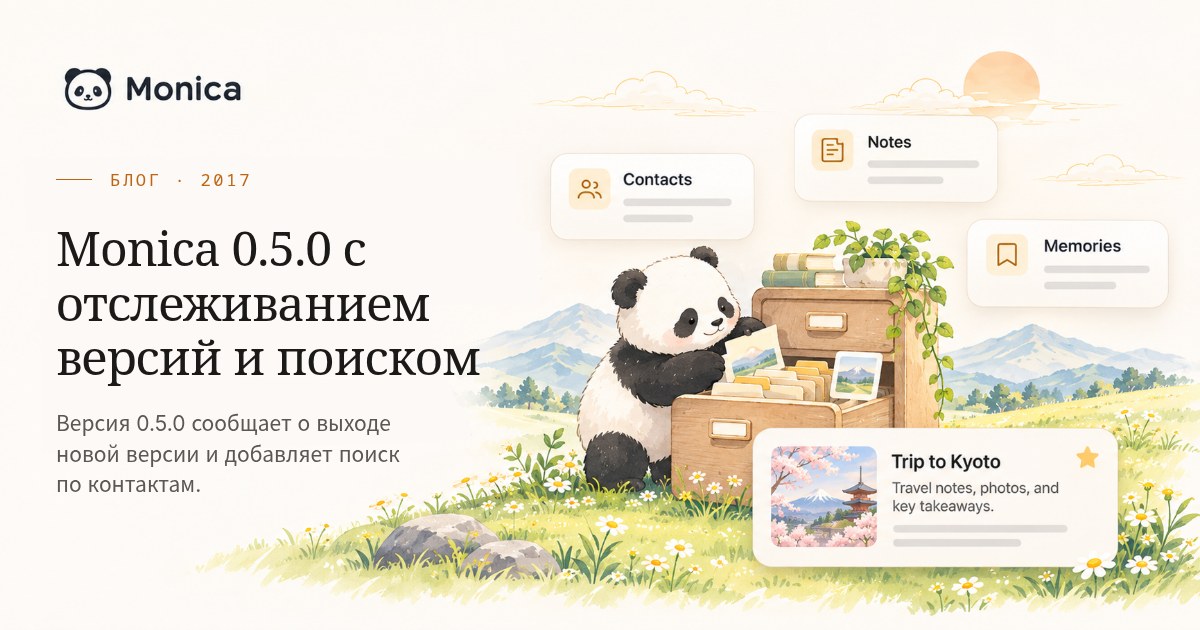 Monica
БЛОГ · 2017
Monica 0.5.0 с
отслеживанием
версий и поиском
Версия 0.5.0 сообщает о выходе
новой версии и добавляет поиск
по контактам.
Contacts
Notes
Memories
Trip to Kyoto
Travel notes, photos, and
key takeaways.